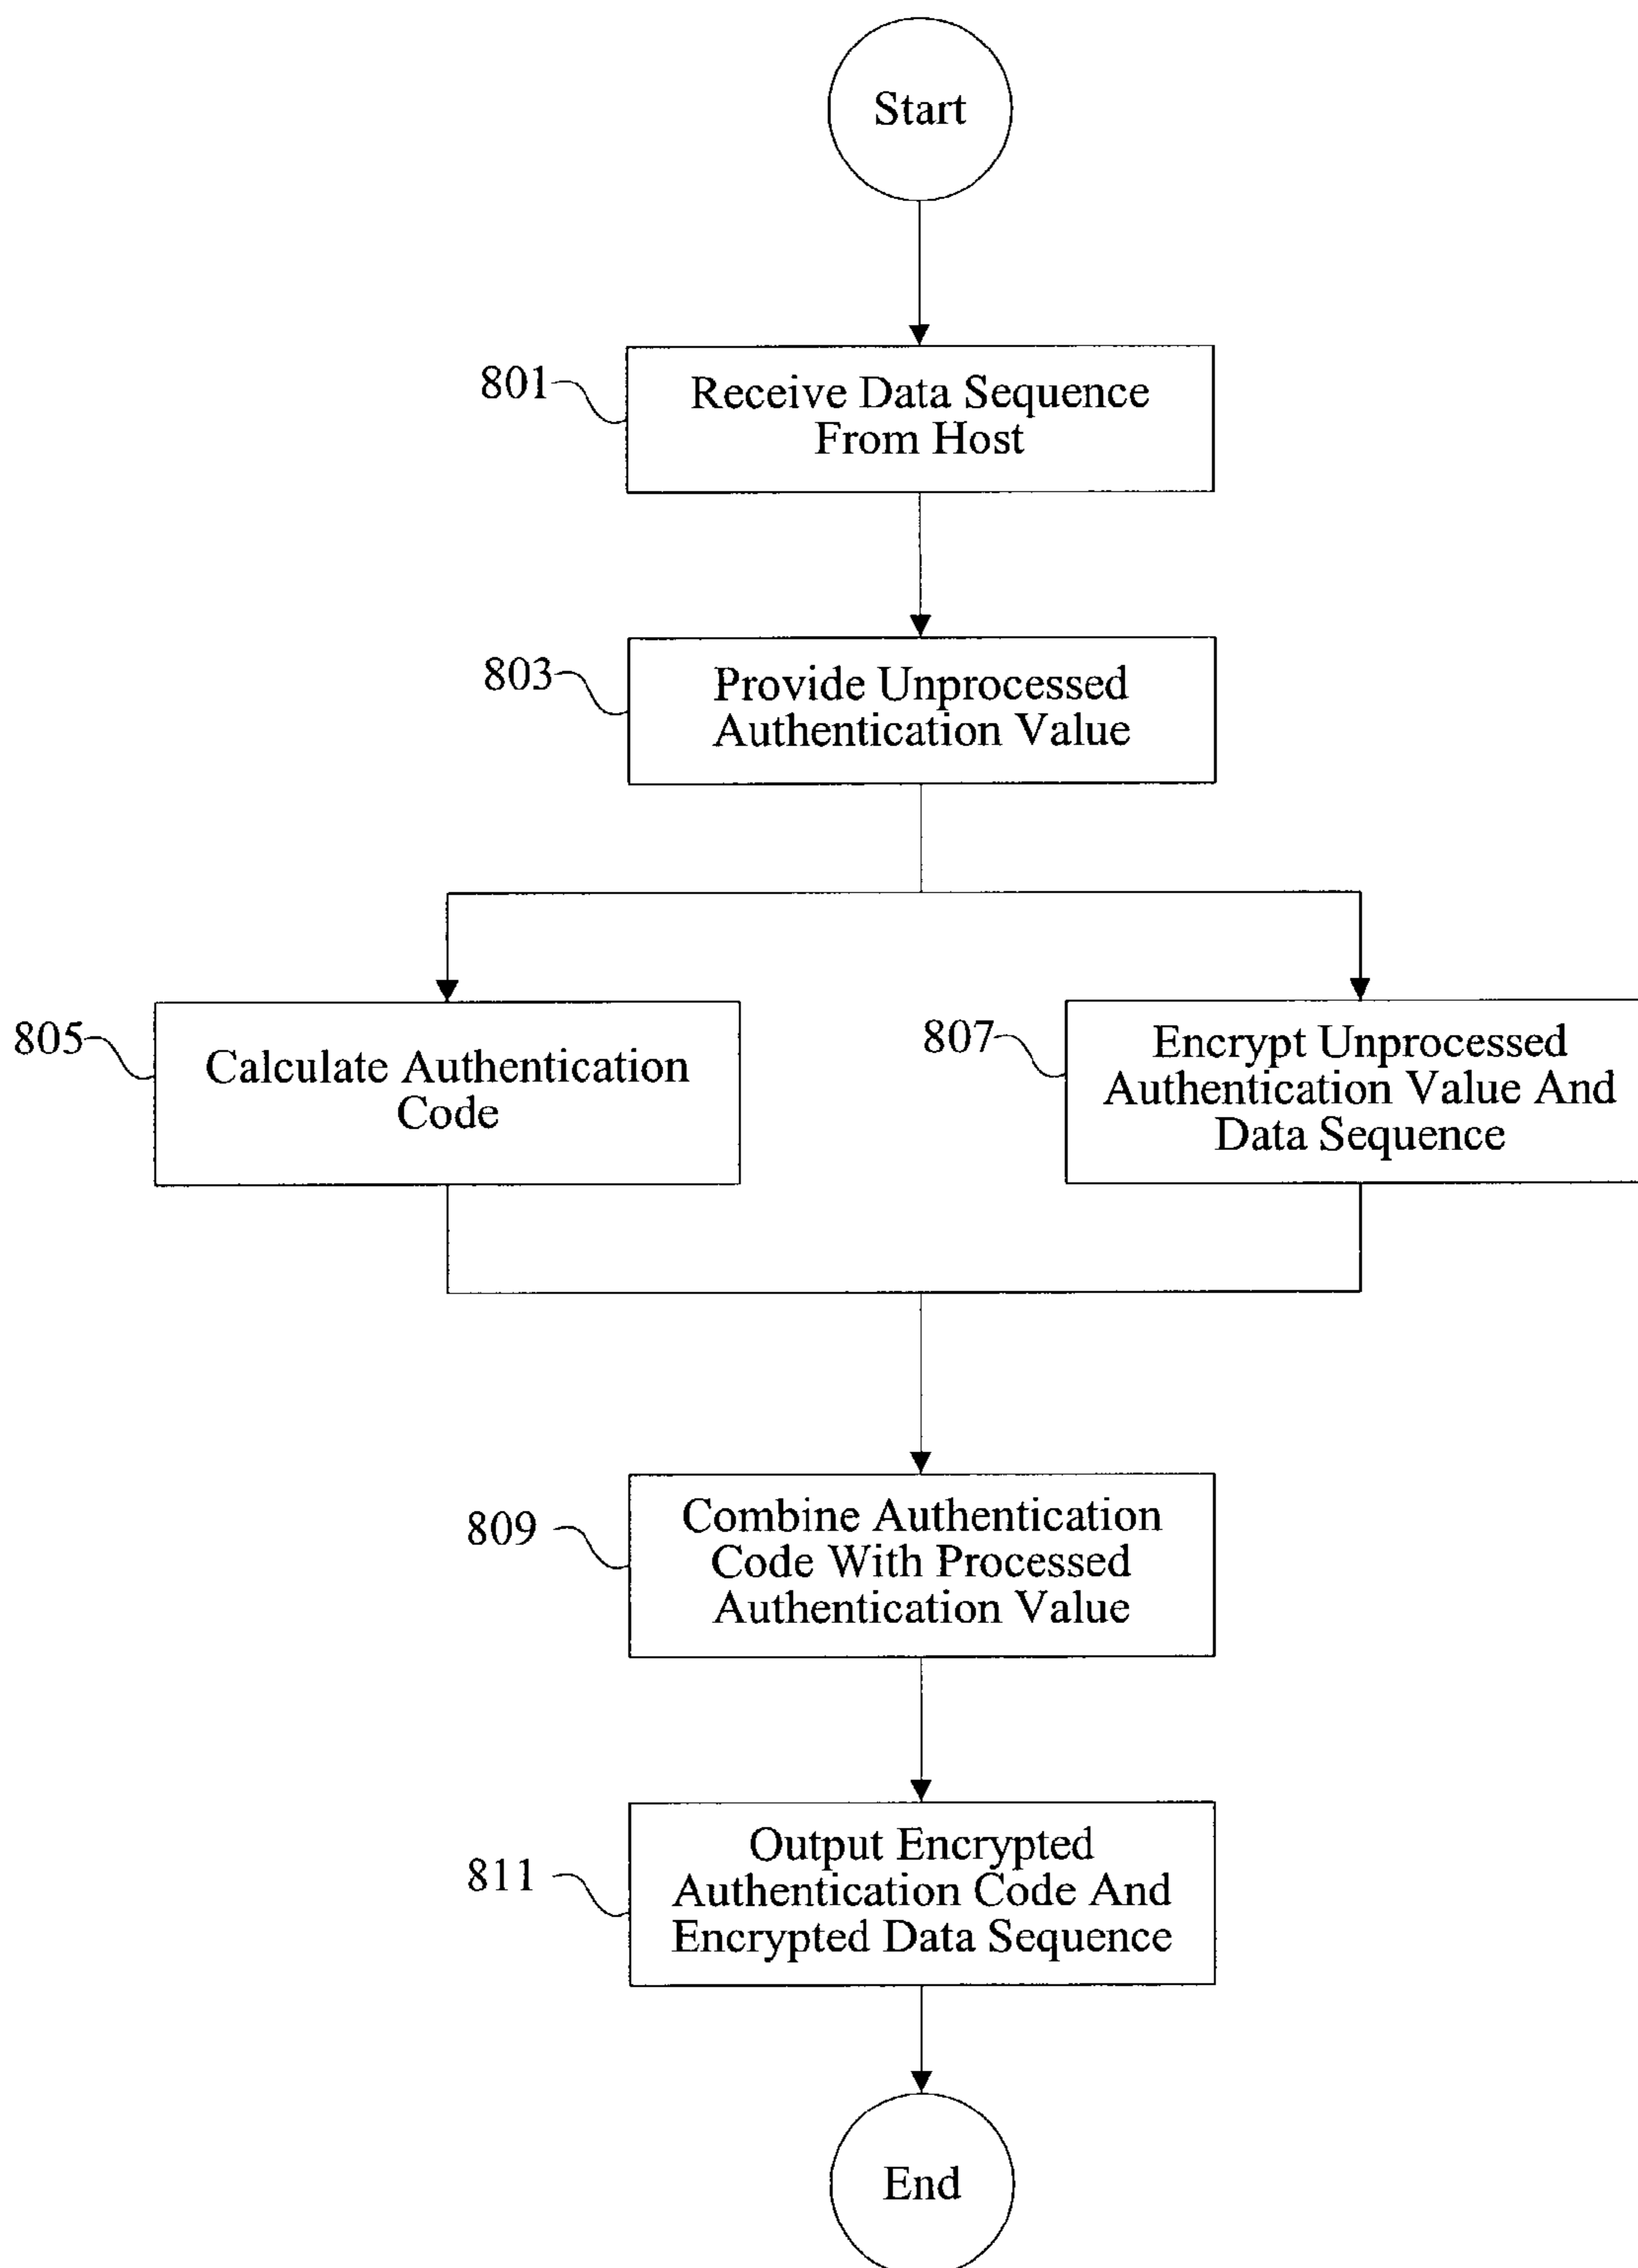 Start
801
Receive Data Sequence
From Host
803
Provide Unprocessed
Authentication Value
805
Calculate Authentication
Code
807
Encrypt Unprocessed
Authentication Value And
Data Sequence
809
Combine Authentication
Code With Processed
Authentication Value
811
Output Encrypted
Authentication Code And
Encrypted Data Sequence
End